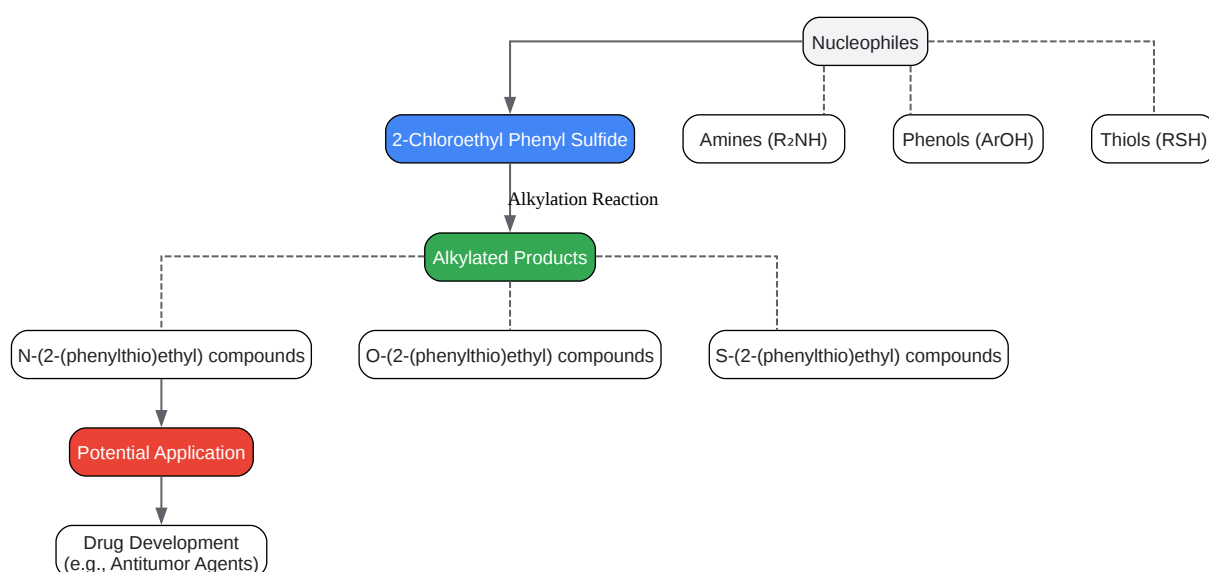 Nucleophiles
2-Chloroethyl Phenyl Sulfide
Amines (R₂NH)
Phenols (ArOH)
Thiols (RSH)
Alkylation Reaction
Alkylated Products
N-(2-(phenylthio)ethyl) compounds
O-(2-(phenylthio)ethyl) compounds
S-(2-(phenylthio)ethyl) compounds
Potential Application
Drug Development
(e.g., Antitumor Agents)